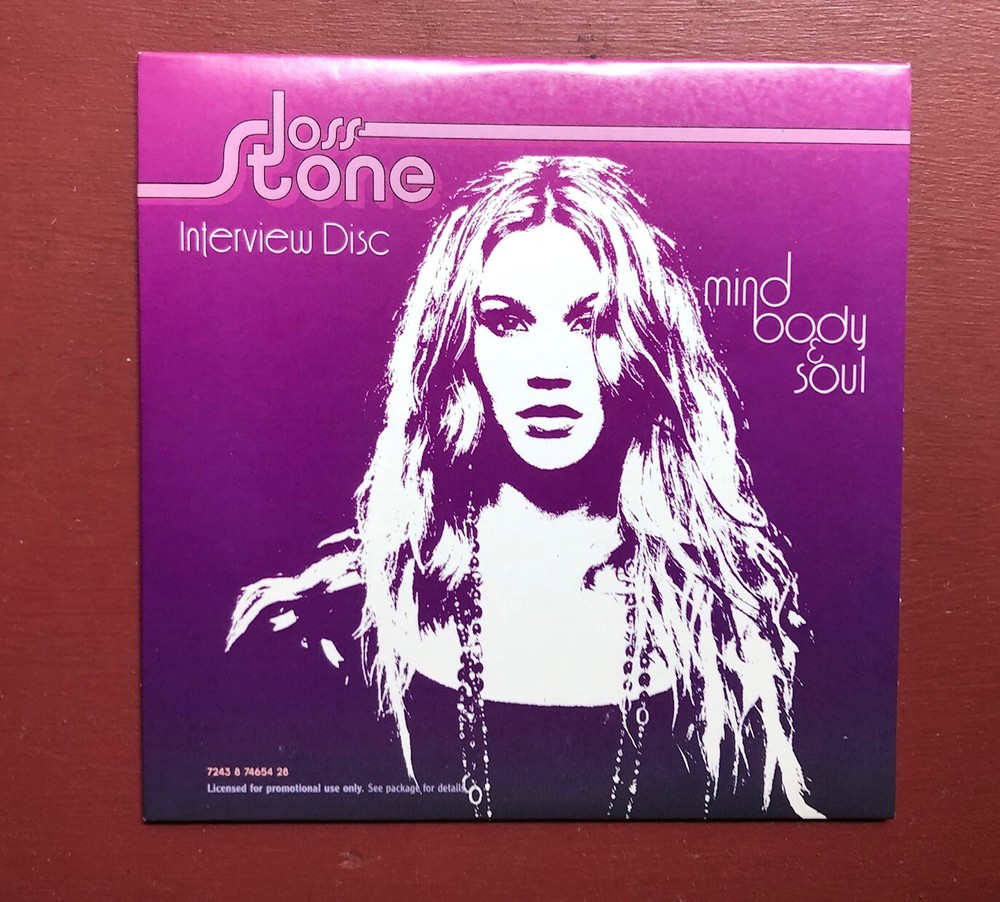 Joss
Stone
Interview Disc
mind
body
&
soul
7243 8 74654 28
Licensed for promotional use only. See package for details